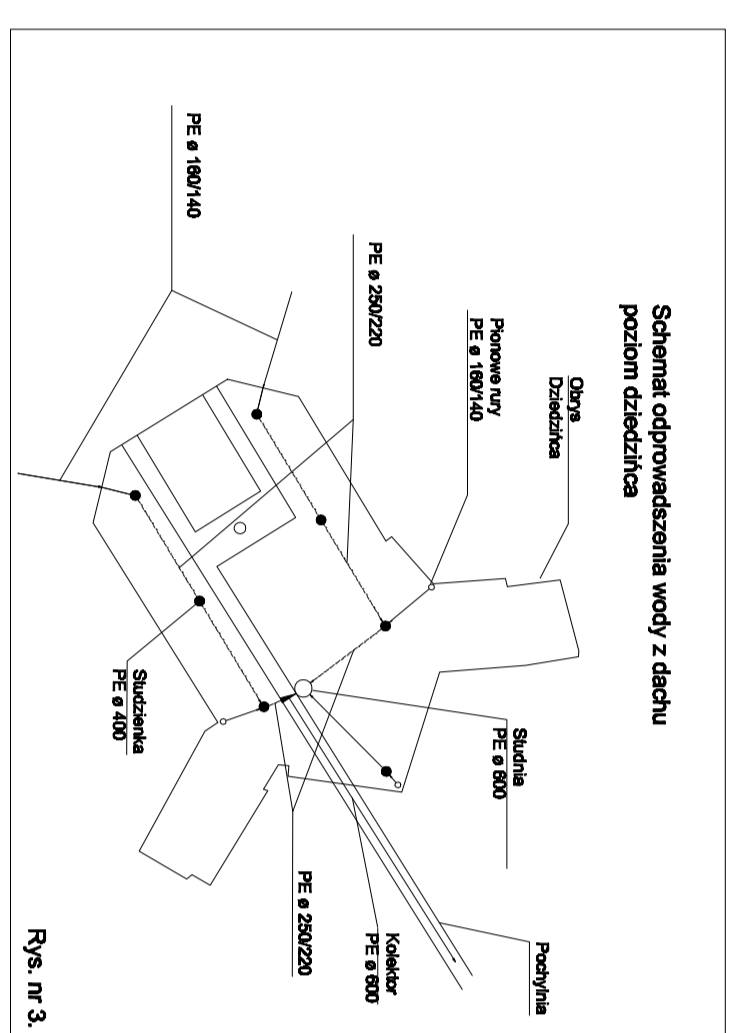 Schemat odprowadszenia wody z dachu
poziom dziedzińca
Obrys
Dziedzińca
Pionowe rury
PE ø 160/140
PE ø 250/220
PE ø 160/140
Studnia
PE ø 600
Pochylnia
Studzienka
PE ø 400
Kolektor
PE ø 600
PE ø 250/220
Rys. nr 3.